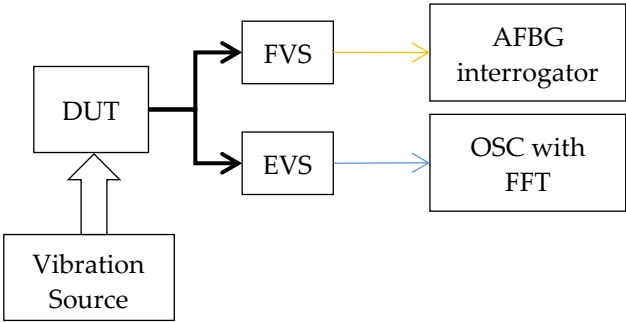 FVS
AFBG
interrogator
DUT
EVS
OSC with
FFT
Vibration
Source